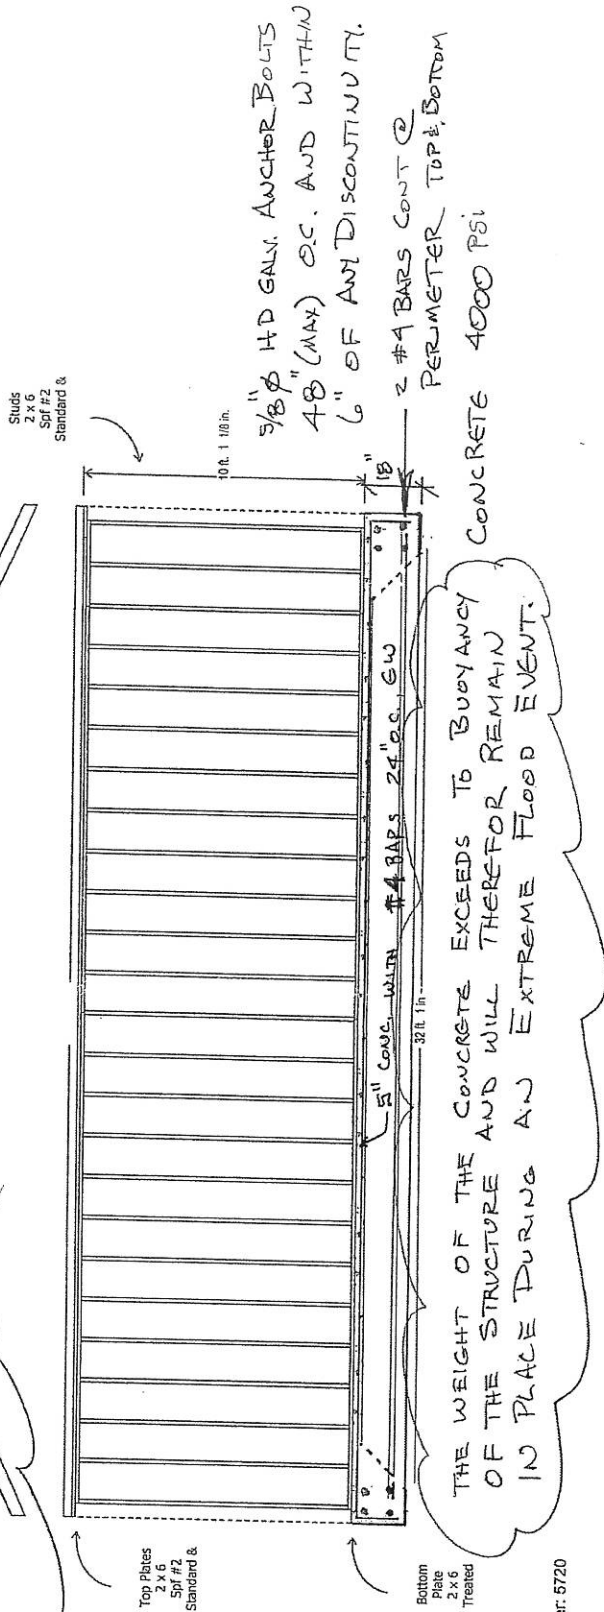 Studs
2 x 6
Spf #2
Standard &
10 ft. 1 1/8 in.
5/8" Ø HD GALV. ANCHOR BOLTS
48" (MAX) O.C. AND WITHIN
6" OF ANY DISCONTINUITY.
18"
2 #4 BARS CONT @
PERIMETER TOP & BOTTOM
CONCRETE 4000 PSi
Top Plates
2 x 6
Spf #2
Standard &
Bottom
Plate
2 x 6
Treated
5" CONC. WITH #4 BARS 24" O.C. EW
32 ft. 1 in
THE WEIGHT OF THE CONCRETE EXCEEDS TO BUOYANCY
OF THE STRUCTURE AND WILL THEREFOR REMAIN
IN PLACE DURING AN EXTREME FLOOD EVENT.
er: 5720